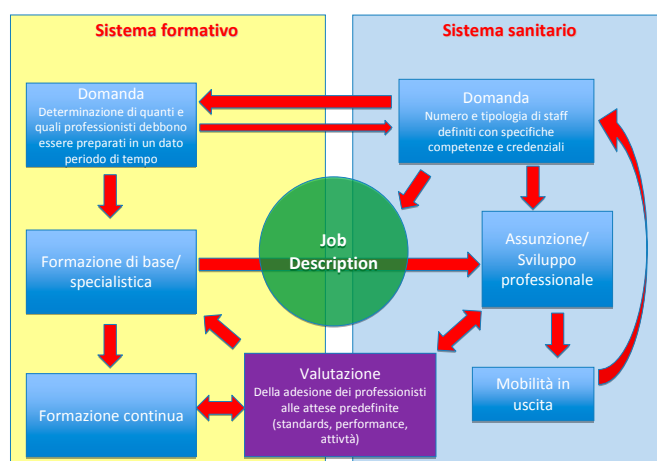 Sistema formativo
Sistema sanitario
Domanda
Determinazione di quanti e
quali professionisti debbono
essere preparati in un dato
periodo di tempo
Domanda
Numero e tipologia di staff
definiti con specifiche
competenze e credenziali
Job
Description
Formazione di base/
specialistica
Assunzione/
Sviluppo
professionale
Valutazione
Della adesione dei professionisti
alle attese predefinite
(standards, performance,
attvità)
Formazione continua
Mobilità in
uscita